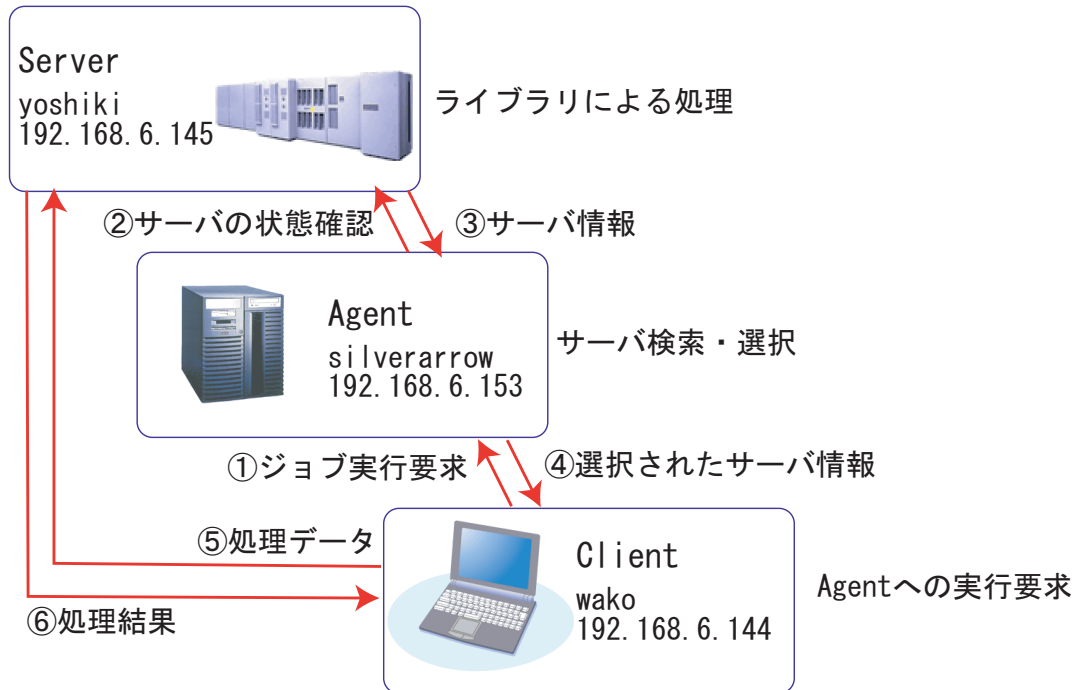 Server
yoshiki
192.168.6.145
ライブラリによる処理
②サーバの状態確認
③サーバ情報
Agent
silverarrow
192.168.6.153
サーバ検索・選択
①ジョブ実行要求
④選択されたサーバ情報
⑤処理データ
Client
wako
192.168.6.144
Agentへの実行要求
⑥処理結果